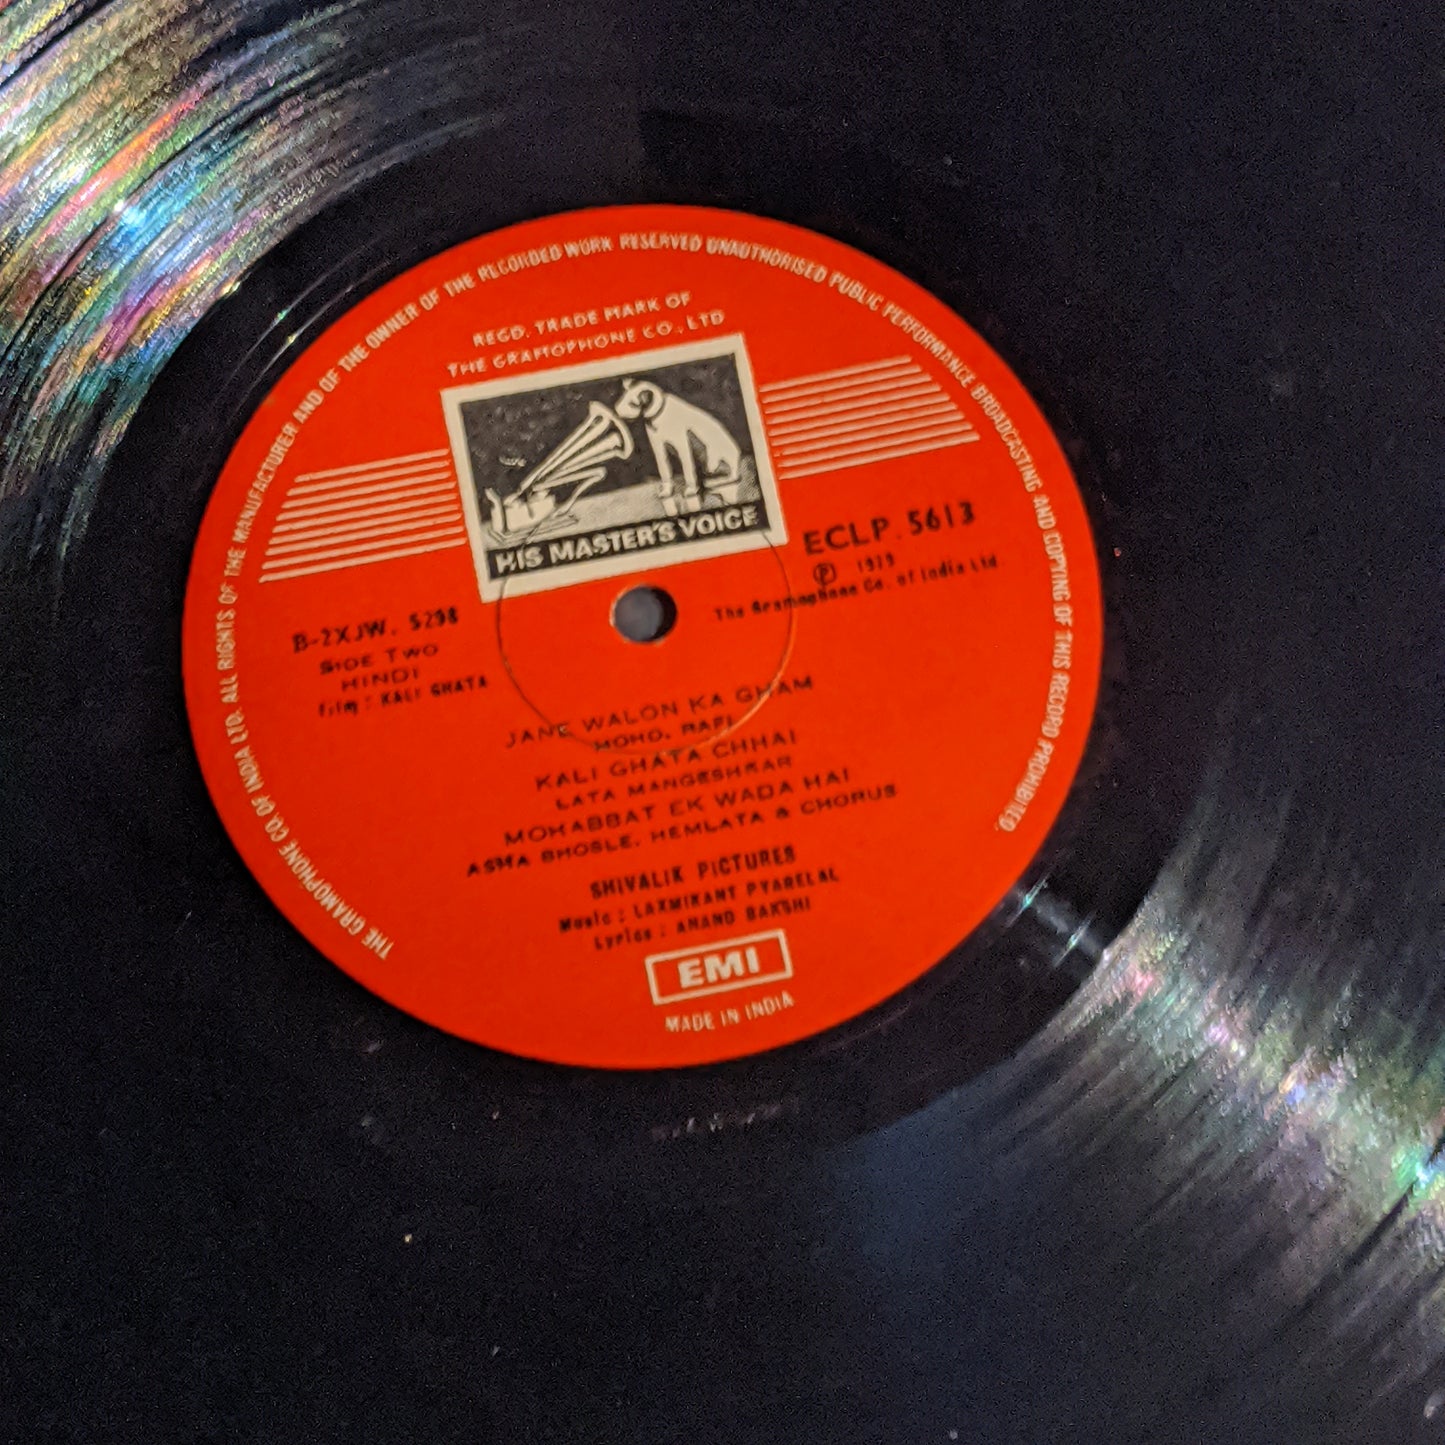 THE GRAMOPHONE CO. OF INDIA LTD. ALL RIGHTS OF THE MANUFACTURER AND OF THE OWNER OF THE RECORDED WORK RESERVED UNAUTHORISED PUBLIC PERFORMANCE BROADCASTING AND COPYING OF THIS RECORD PROHIBITED.
REGD. TRADE MARK OF
THE GRAMOPHONE CO., LTD
HIS MASTER'S VOICE
ECLP. 5613
℗ 1979
The Gramophone Co. of India Ltd
B-2XJW. 5298
SIDE TWO
HINDI
Film : KALI GHATA
JANE WALON KA GHAM
MOHD. RAFI
KALI GHATA CHHAI
LATA MANGESHKAR
MOHABBAT EK WADA HAI
ASHA BHOSLE, HEMLATA & CHORUS
SHIVALIK PICTURES
Music : LAXMIKANT PYARELAL
Lyrics : ANAND BAKSHI
EMI
MADE IN INDIA